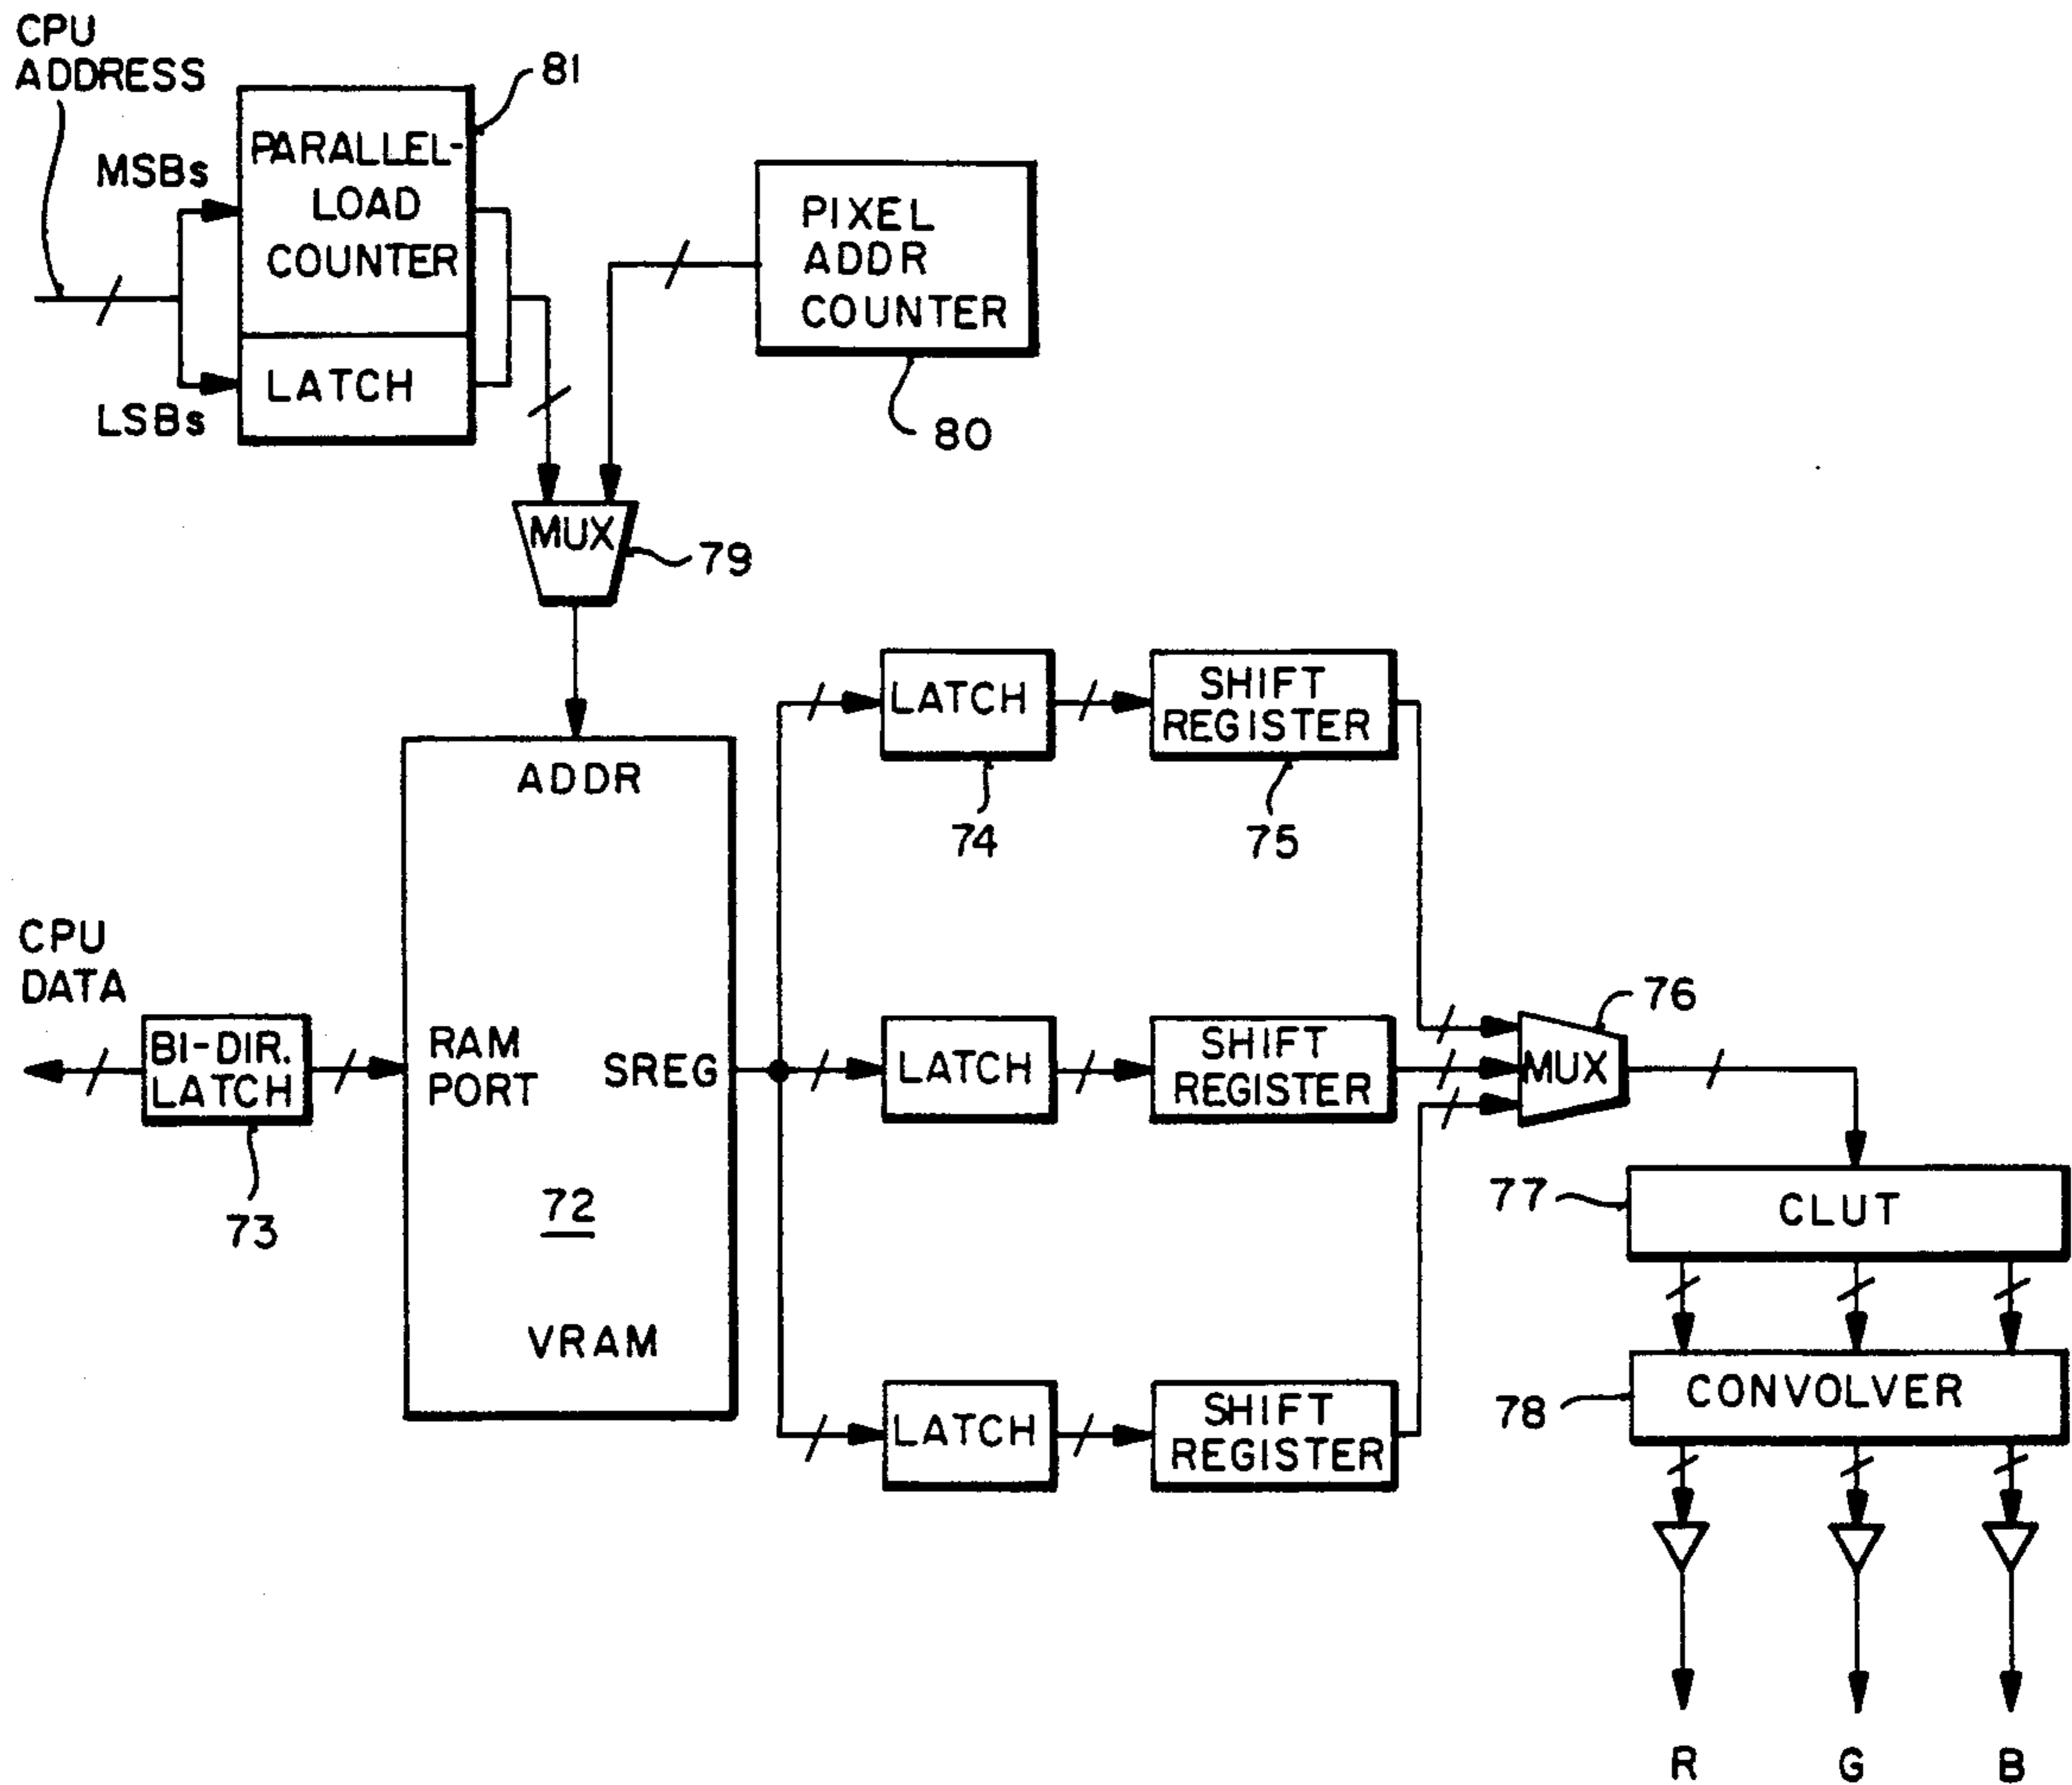 CPU
ADDRESS
81
MSBs
PARALLEL-
LOAD
COUNTER
LSBs
LATCH
PIXEL
ADDR
COUNTER
80
MUX
79
ADDR
LATCH
74
SHIFT
REGISTER
75
CPU
DATA
BI-DIR.
LATCH
73
RAM
PORT
SREG
72
VRAM
LATCH
SHIFT
REGISTER
76
MUX
LATCH
SHIFT
REGISTER
77
CLUT
78
CONVOLVER
R G B